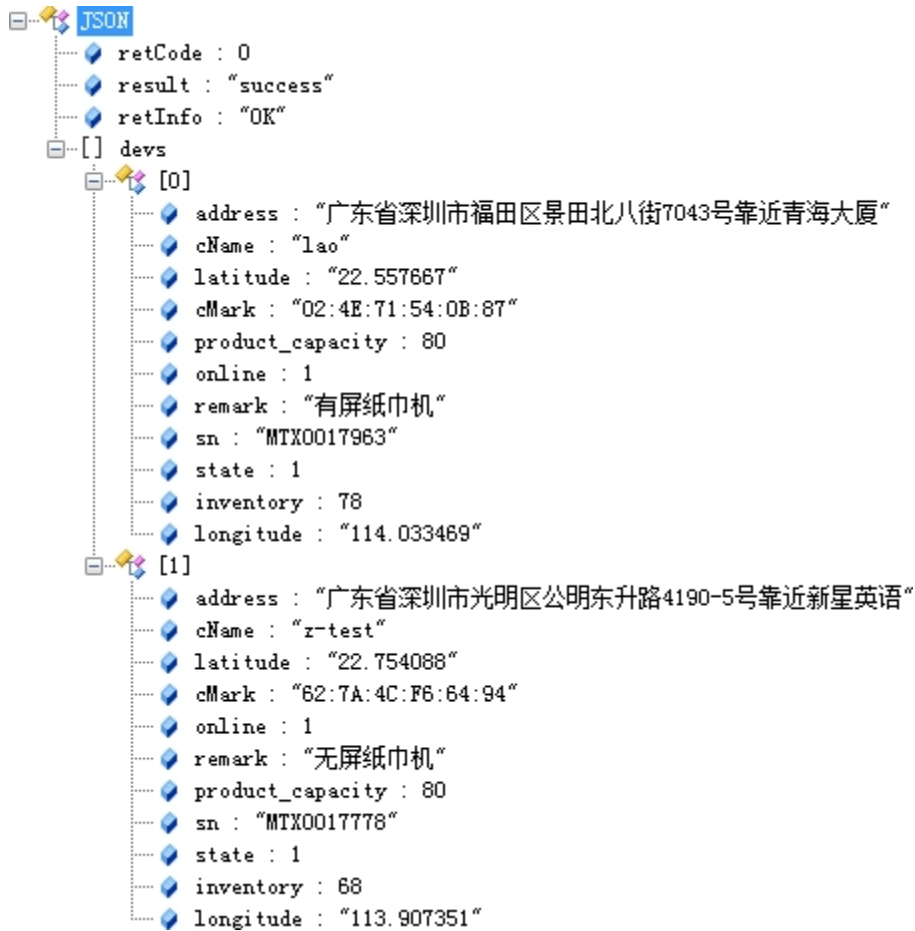 JSON
retCode : 0
result : "success"
retInfo : "OK"
[] devs
[0]
address : "广东省深圳市福田区景田北八街7043号靠近青海大厦"
cName : "lao"
latitude : "22.557667"
cMark : "02:4E:71:54:0B:87"
product_capacity : 80
online : 1
remark : "有屏纸巾机"
sn : "MTX0017963"
state : 1
inventory : 78
longitude : "114.033469"
[1]
address : "广东省深圳市光明区公明东升路4190-5号靠近新星英语"
cName : "z-test"
latitude : "22.754088"
cMark : "62:7A:4C:F6:64:94"
online : 1
remark : "无屏纸巾机"
product_capacity : 80
sn : "MTX0017778"
state : 1
inventory : 68
longitude : "113.907351"